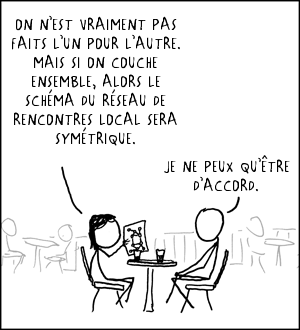 ON N'EST VRAIMENT PAS
FAITS L'UN POUR L'AUTRE.
MAIS SI ON COUCHE
ENSEMBLE, ALORS LE
SCHÉMA DU RÉSEAU DE
RENCONTRES LOCAL SERA
SYMÉTRIQUE.
JE NE PEUX QU'ÊTRE
D'ACCORD.